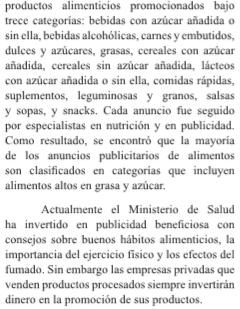 productos alimenticios promocionados bajo
trece categorías: bebidas con azúcar añadida o
sin ella, bebidas alcohólicas, carnes y embutidos,
dulces y azúcares, grasas, cereales con azúcar
añadida, cereales sin azúcar añadida, lácteos
con azúcar añadida o sin ella, comidas rápidas,
suplementos, leguminosas y granos, salsas
y sopas, y snacks. Cada anuncio fue seguido
por especialistas en nutrición y en publicidad.
Como resultado, se encontró que la mayoría
de los anuncios publicitarios de alimentos
son clasificados en categorías que incluyen
alimentos altos en grasa y azúcar.
Actualmente el Ministerio de Salud
ha invertido en publicidad beneficiosa con
consejos sobre buenos hábitos alimenticios, la
importancia del ejercicio físico y los efectos del
fumado. Sin embargo las empresas privadas que
venden productos procesados siempre invertirán
dinero en la promoción de sus productos.